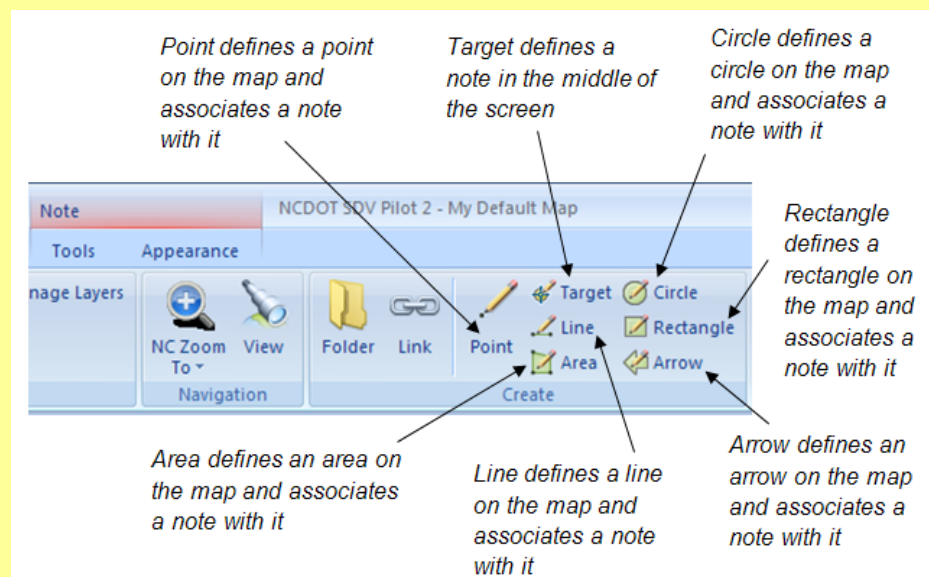 Point defines a point
on the map and
associates a note
with it
Target defines a
note in the middle of
the screen
Circle defines a
circle on the map
and associates a
note with it
Rectangle
defines a
rectangle on
the map and
associates a
note with it
Note
NCDOT SDV Pilot 2 - My Default Map
Tools
Appearance
nage Layers
NC Zoom
To
View
Navigation
Folder
Link
Point
Target
Line
Area
Circle
Rectangle
Arrow
Create
Area defines an area on
the map and associates
a note with it
Line defines a line
on the map and
associates a note
with it
Arrow defines an
arrow on the map
and associates a
note with it